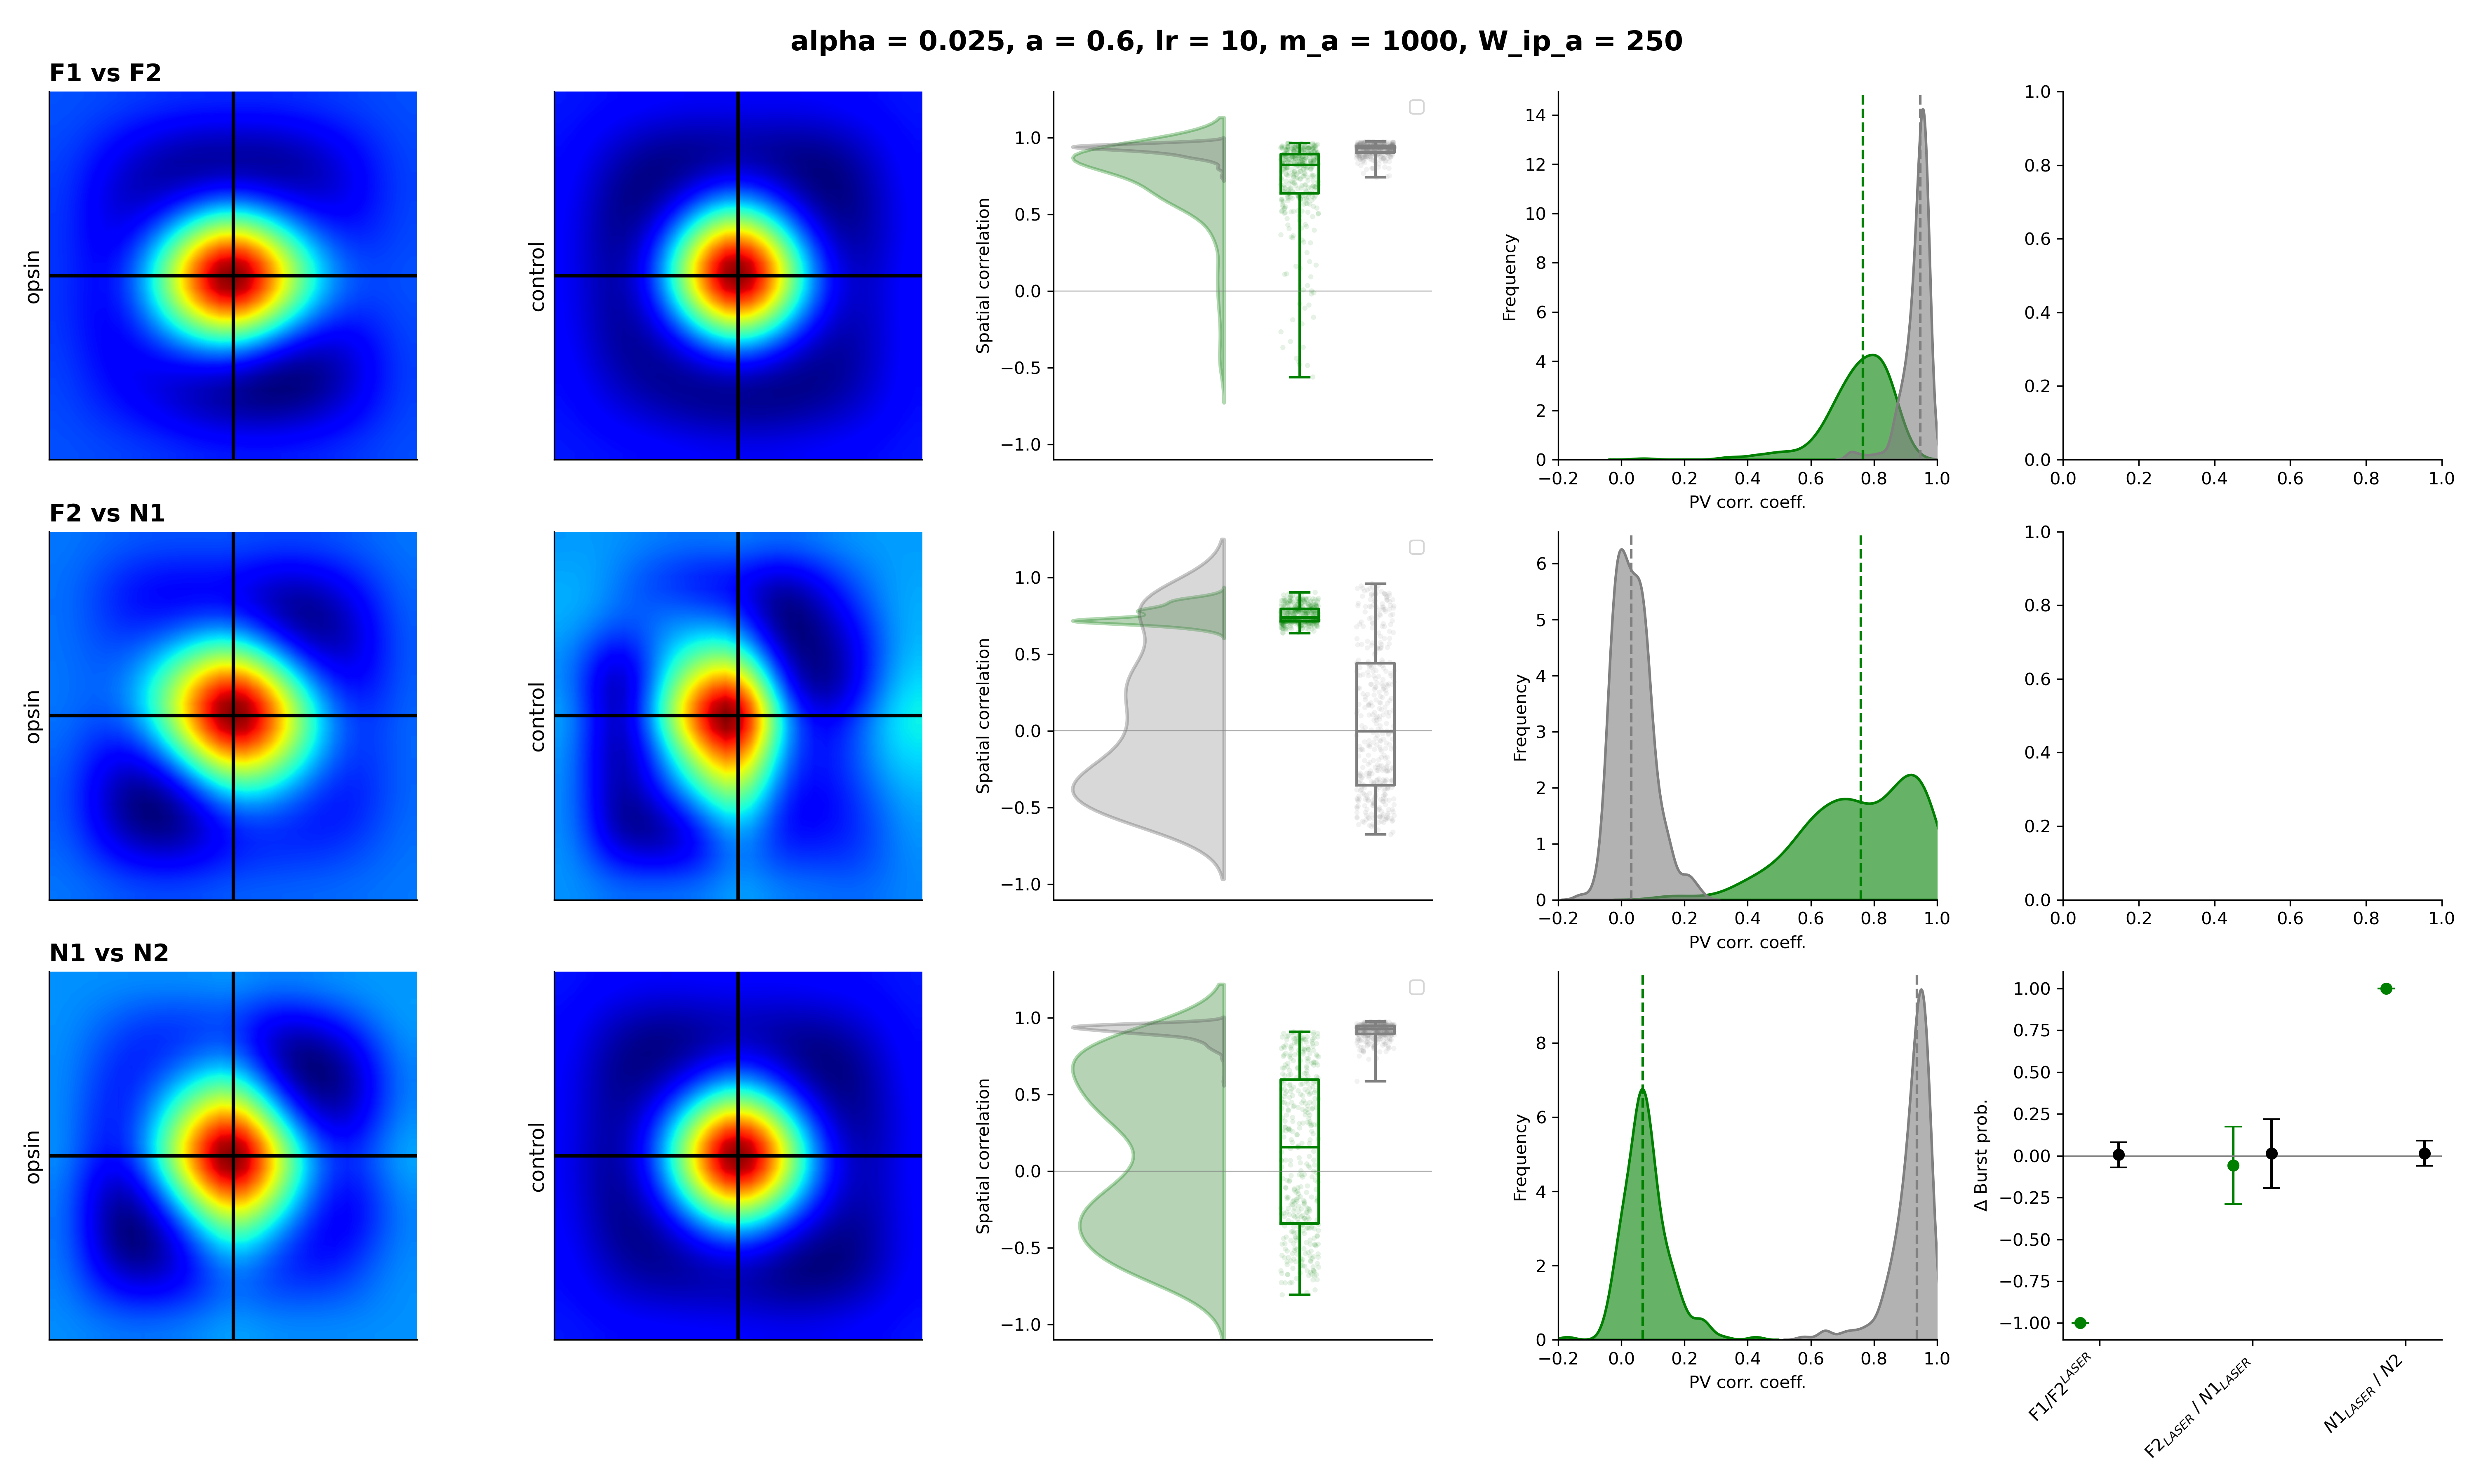 alpha = 0.025, a = 0.6, lr = 10, m_a = 1000, W_ip_a = 250
F1 vs F2
opsin
control
Spatial correlation
1.0
0.5
0.0
−0.5
−1.0
Frequency
14
12
10
8
6
4
2
0
−0.2 0.0 0.2 0.4 0.6 0.8 1.0
PV corr. coeff.
1.0
0.8
0.6
0.4
0.2
0.0
0.0 0.2 0.4 0.6 0.8 1.0
F2 vs N1
opsin
control
Spatial correlation
1.0
0.5
0.0
−0.5
−1.0
Frequency
6
5
4
3
2
1
0
−0.2 0.0 0.2 0.4 0.6 0.8 1.0
PV corr. coeff.
1.0
0.8
0.6
0.4
0.2
0.0
0.0 0.2 0.4 0.6 0.8 1.0
N1 vs N2
opsin
control
Spatial correlation
1.0
0.5
0.0
−0.5
−1.0
Frequency
8
6
4
2
0
−0.2 0.0 0.2 0.4 0.6 0.8 1.0
PV corr. coeff.
Δ Burst prob.
1.00
0.75
0.50
0.25
0.00
−0.25
−0.50
−0.75
−1.00
F1/F2^LASER
F2_LASER / N1_LASER
N1_LASER / N2